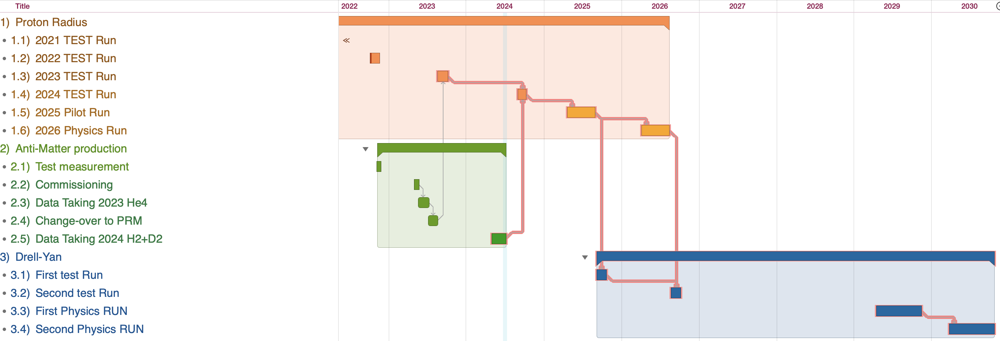 Title 2022 2023 2024 2025 2026 2027 2028 2029 2030
1) Proton Radius
• 1.1) 2021 TEST Run
• 1.2) 2022 TEST Run
• 1.3) 2023 TEST Run
• 1.4) 2024 TEST Run
• 1.5) 2025 Pilot Run
• 1.6) 2026 Physics Run
2) Anti-Matter production
• 2.1) Test measurement
• 2.2) Commissioning
• 2.3) Data Taking 2023 He4
• 2.4) Change-over to PRM
• 2.5) Data Taking 2024 H2+D2
3) Drell-Yan
• 3.1) First test Run
• 3.2) Second test Run
• 3.3) First Physics RUN
• 3.4) Second Physics RUN